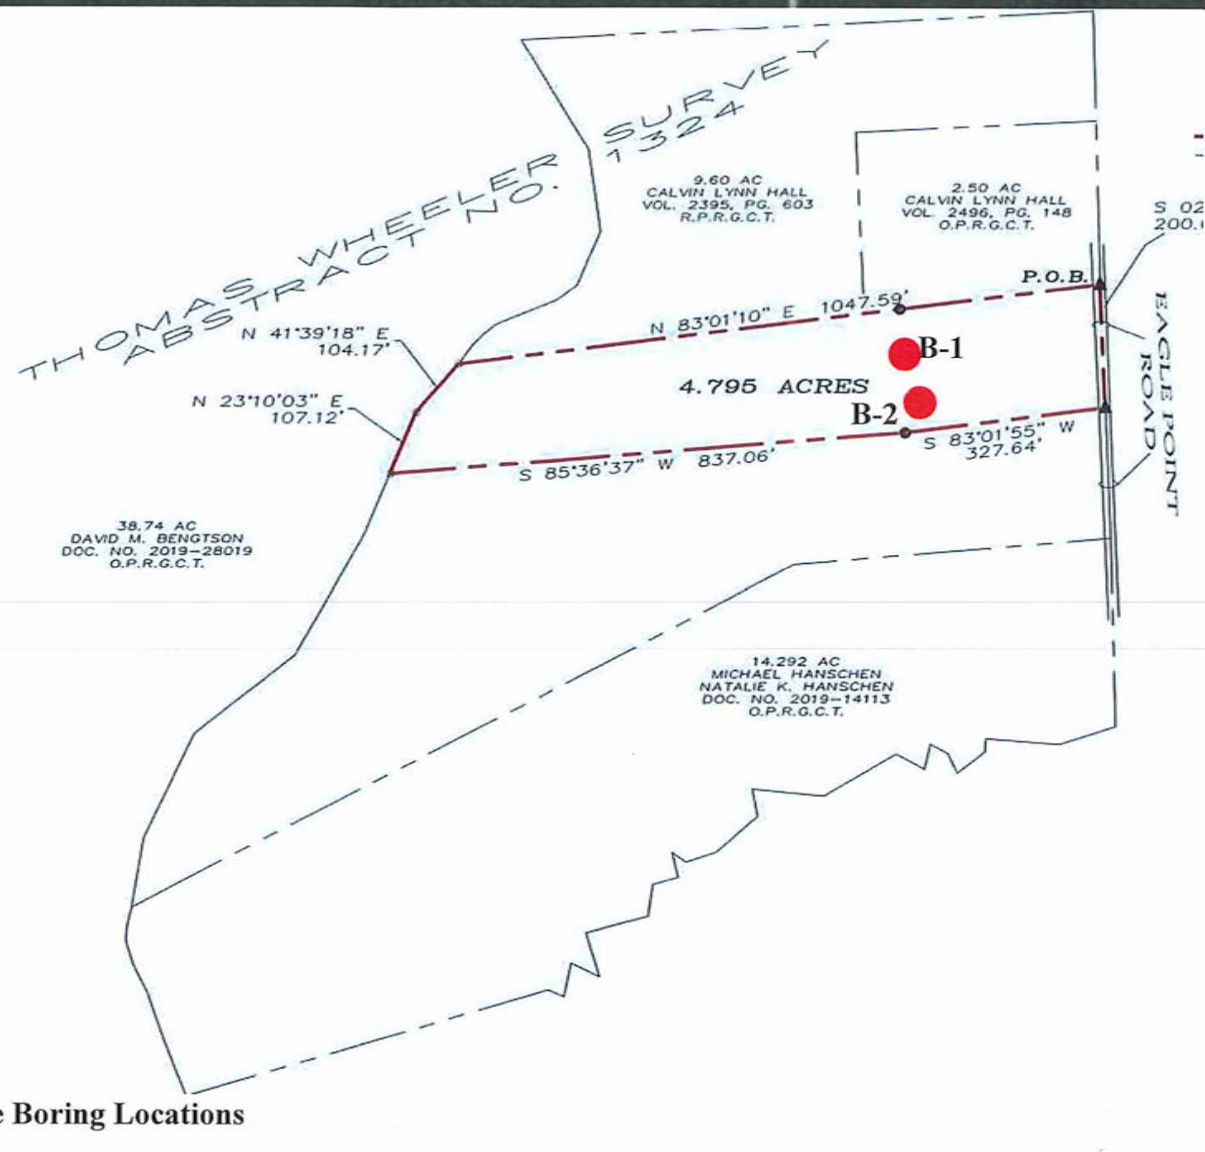 THOMAS WHEELER SURVEY
ABSTRACT NO. 1324
9.60 AC
CALVIN LYNN HALL
VOL. 2395, PG. 603
R.P.R.G.C.T.
2.50 AC
CALVIN LYNN HALL
VOL. 2496, PG. 148
O.P.R.G.C.T.
S 02
200.
P.O.B.
N 83°01'10" E 1047.59'
N 41°39'18" E
104.17'
N 23°10'03" E
107.12'
B-1
4.795 ACRES
B-2
S 83°01'55" W
327.64'
S 85°36'37" W 837.06'
EAGLE POINT
ROAD
38.74 AC
DAVID M. BENGTSON
DOC. NO. 2019-28019
O.P.R.G.C.T.
14.292 AC
MICHAEL HANSCHEN
NATALIE K. HANSCHEN
DOC. NO. 2019-14113
O.P.R.G.C.T.
e Boring Locations